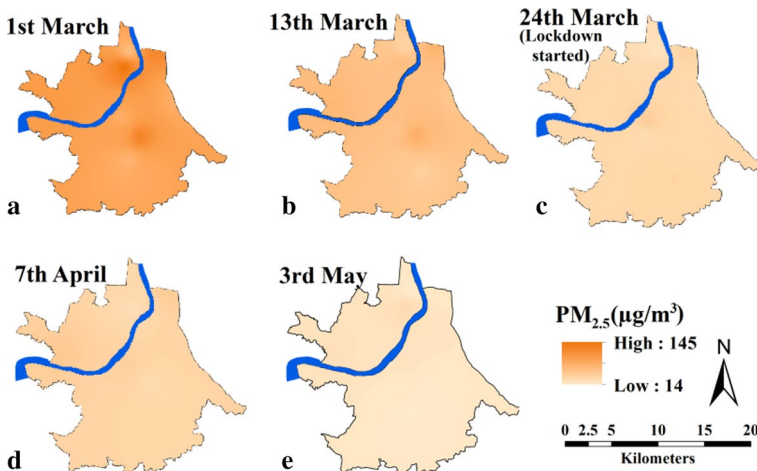 1st March
13th March
24th March
(Lockdown
started)
a
b
c
7th April
3rd May
d
e
PM2.5(µg/m³)
High : 145
Low : 14
N
0 2.5 5 10 15 20
Kilometers